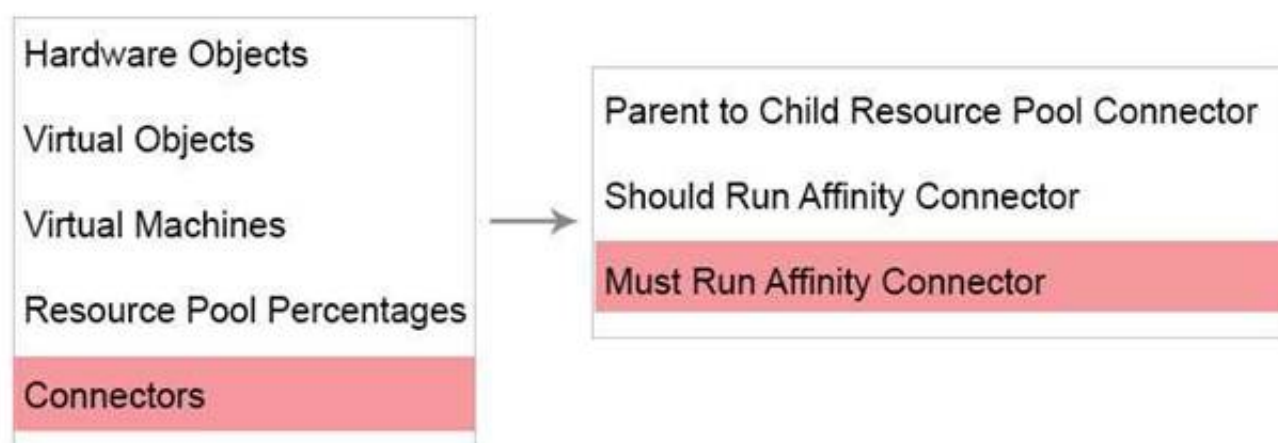 Hardware Objects
Virtual Objects
Virtual Machines
Resource Pool Percentages
Connectors
Parent to Child Resource Pool Connector
Should Run Affinity Connector
Must Run Affinity Connector